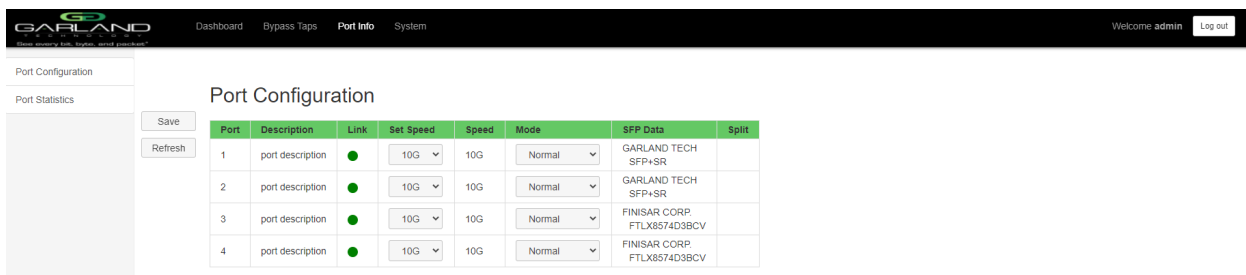 GARLAND
TECHNOLOGY
See every bit, byte, and packet®
Dashboard Bypass Taps Port Info System Welcome admin Log out
Port Configuration
Port Statistics
Save
Refresh
Port Configuration
Port Description Link Set Speed Speed Mode SFP Data Split
1 port description 10G 10G Normal GARLAND TECH
SFP+SR
2 port description 10G 10G Normal GARLAND TECH
SFP+SR
3 port description 10G 10G Normal FINISAR CORP.
FTLX8574D3BCV
4 port description 10G 10G Normal FINISAR CORP.
FTLX8574D3BCV